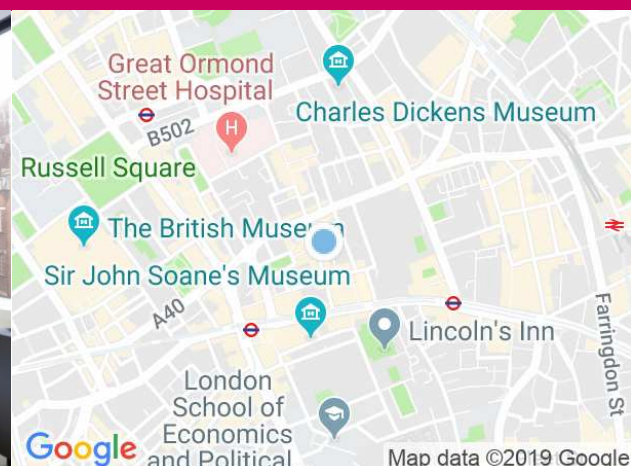 Great Ormond
Street Hospital
H
Charles Dickens Museum
B502
Russell Square
The British Museum
Sir John Soane's Museum
A40
Lincoln's Inn
Farringdon St
London
School of
Economics
and Political
Google
Map data ©2019 Google